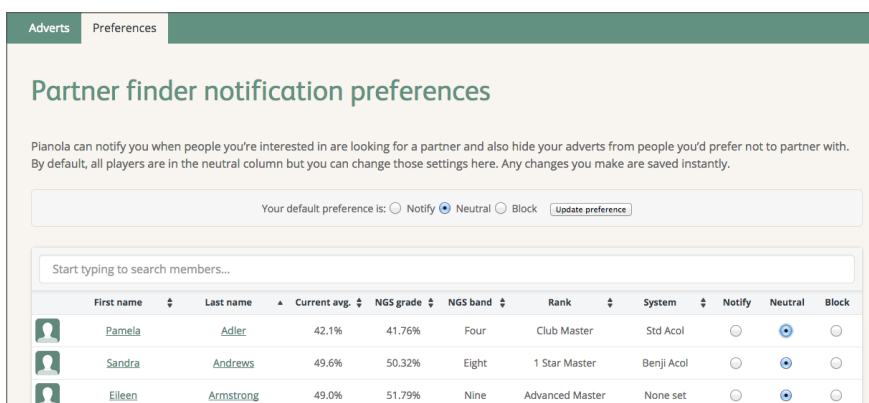 Adverts Preferences
Partner finder notification preferences
Pianola can notify you when people you're interested in are looking for a partner and also hide your adverts from people you'd prefer not to partner with.
By default, all players are in the neutral column but you can change those settings here. Any changes you make are saved instantly.
Your default preference is: Notify Neutral Block Update preference
Start typing to search members...
First name Last name Current avg. NGS grade NGS band Rank System Notify Neutral Block
Pamela Adler 42.1% 41.76% Four Club Master Std Acol
Sandra Andrews 49.6% 50.32% Eight 1 Star Master Benji Acol
Eileen Armstrong 49.0% 51.79% Nine Advanced Master None set